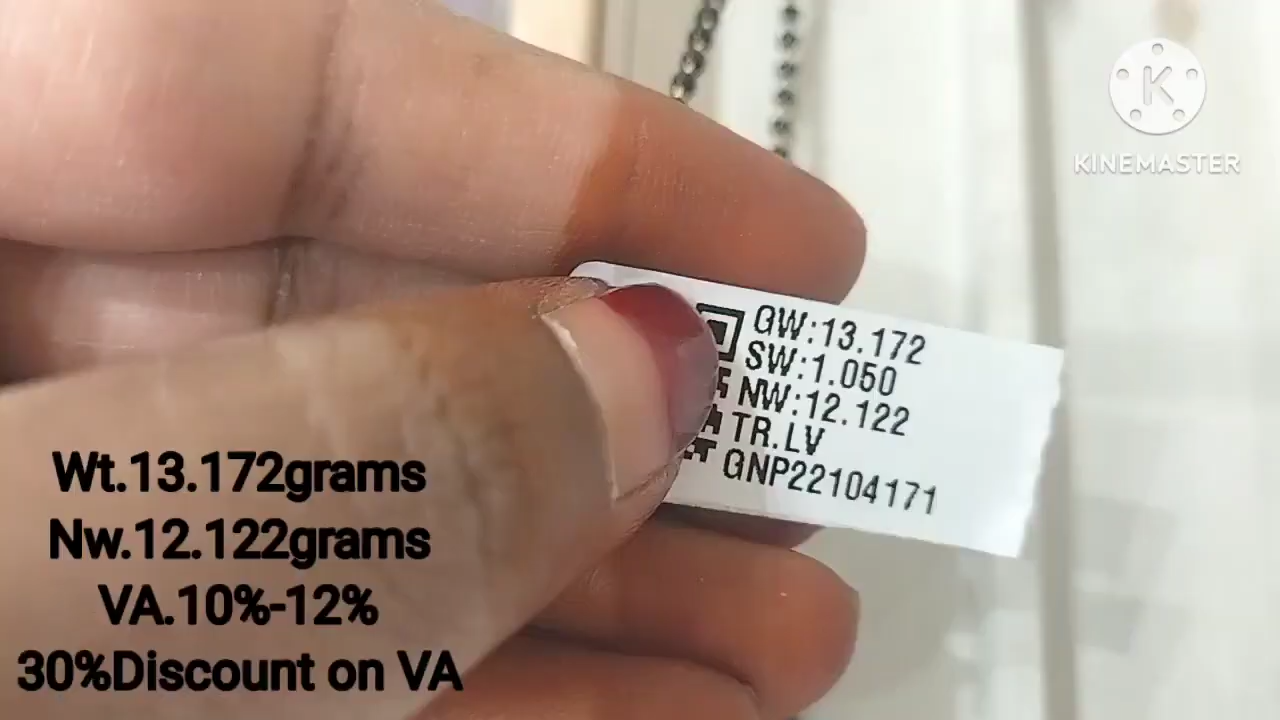 KINEMASTER
GW:13.172
SW:1.050
NW:12.122
TR.LV
GNP22104171
Wt.13.172grams
Nw.12.122grams
VA.10%-12%
30%Discount on VA